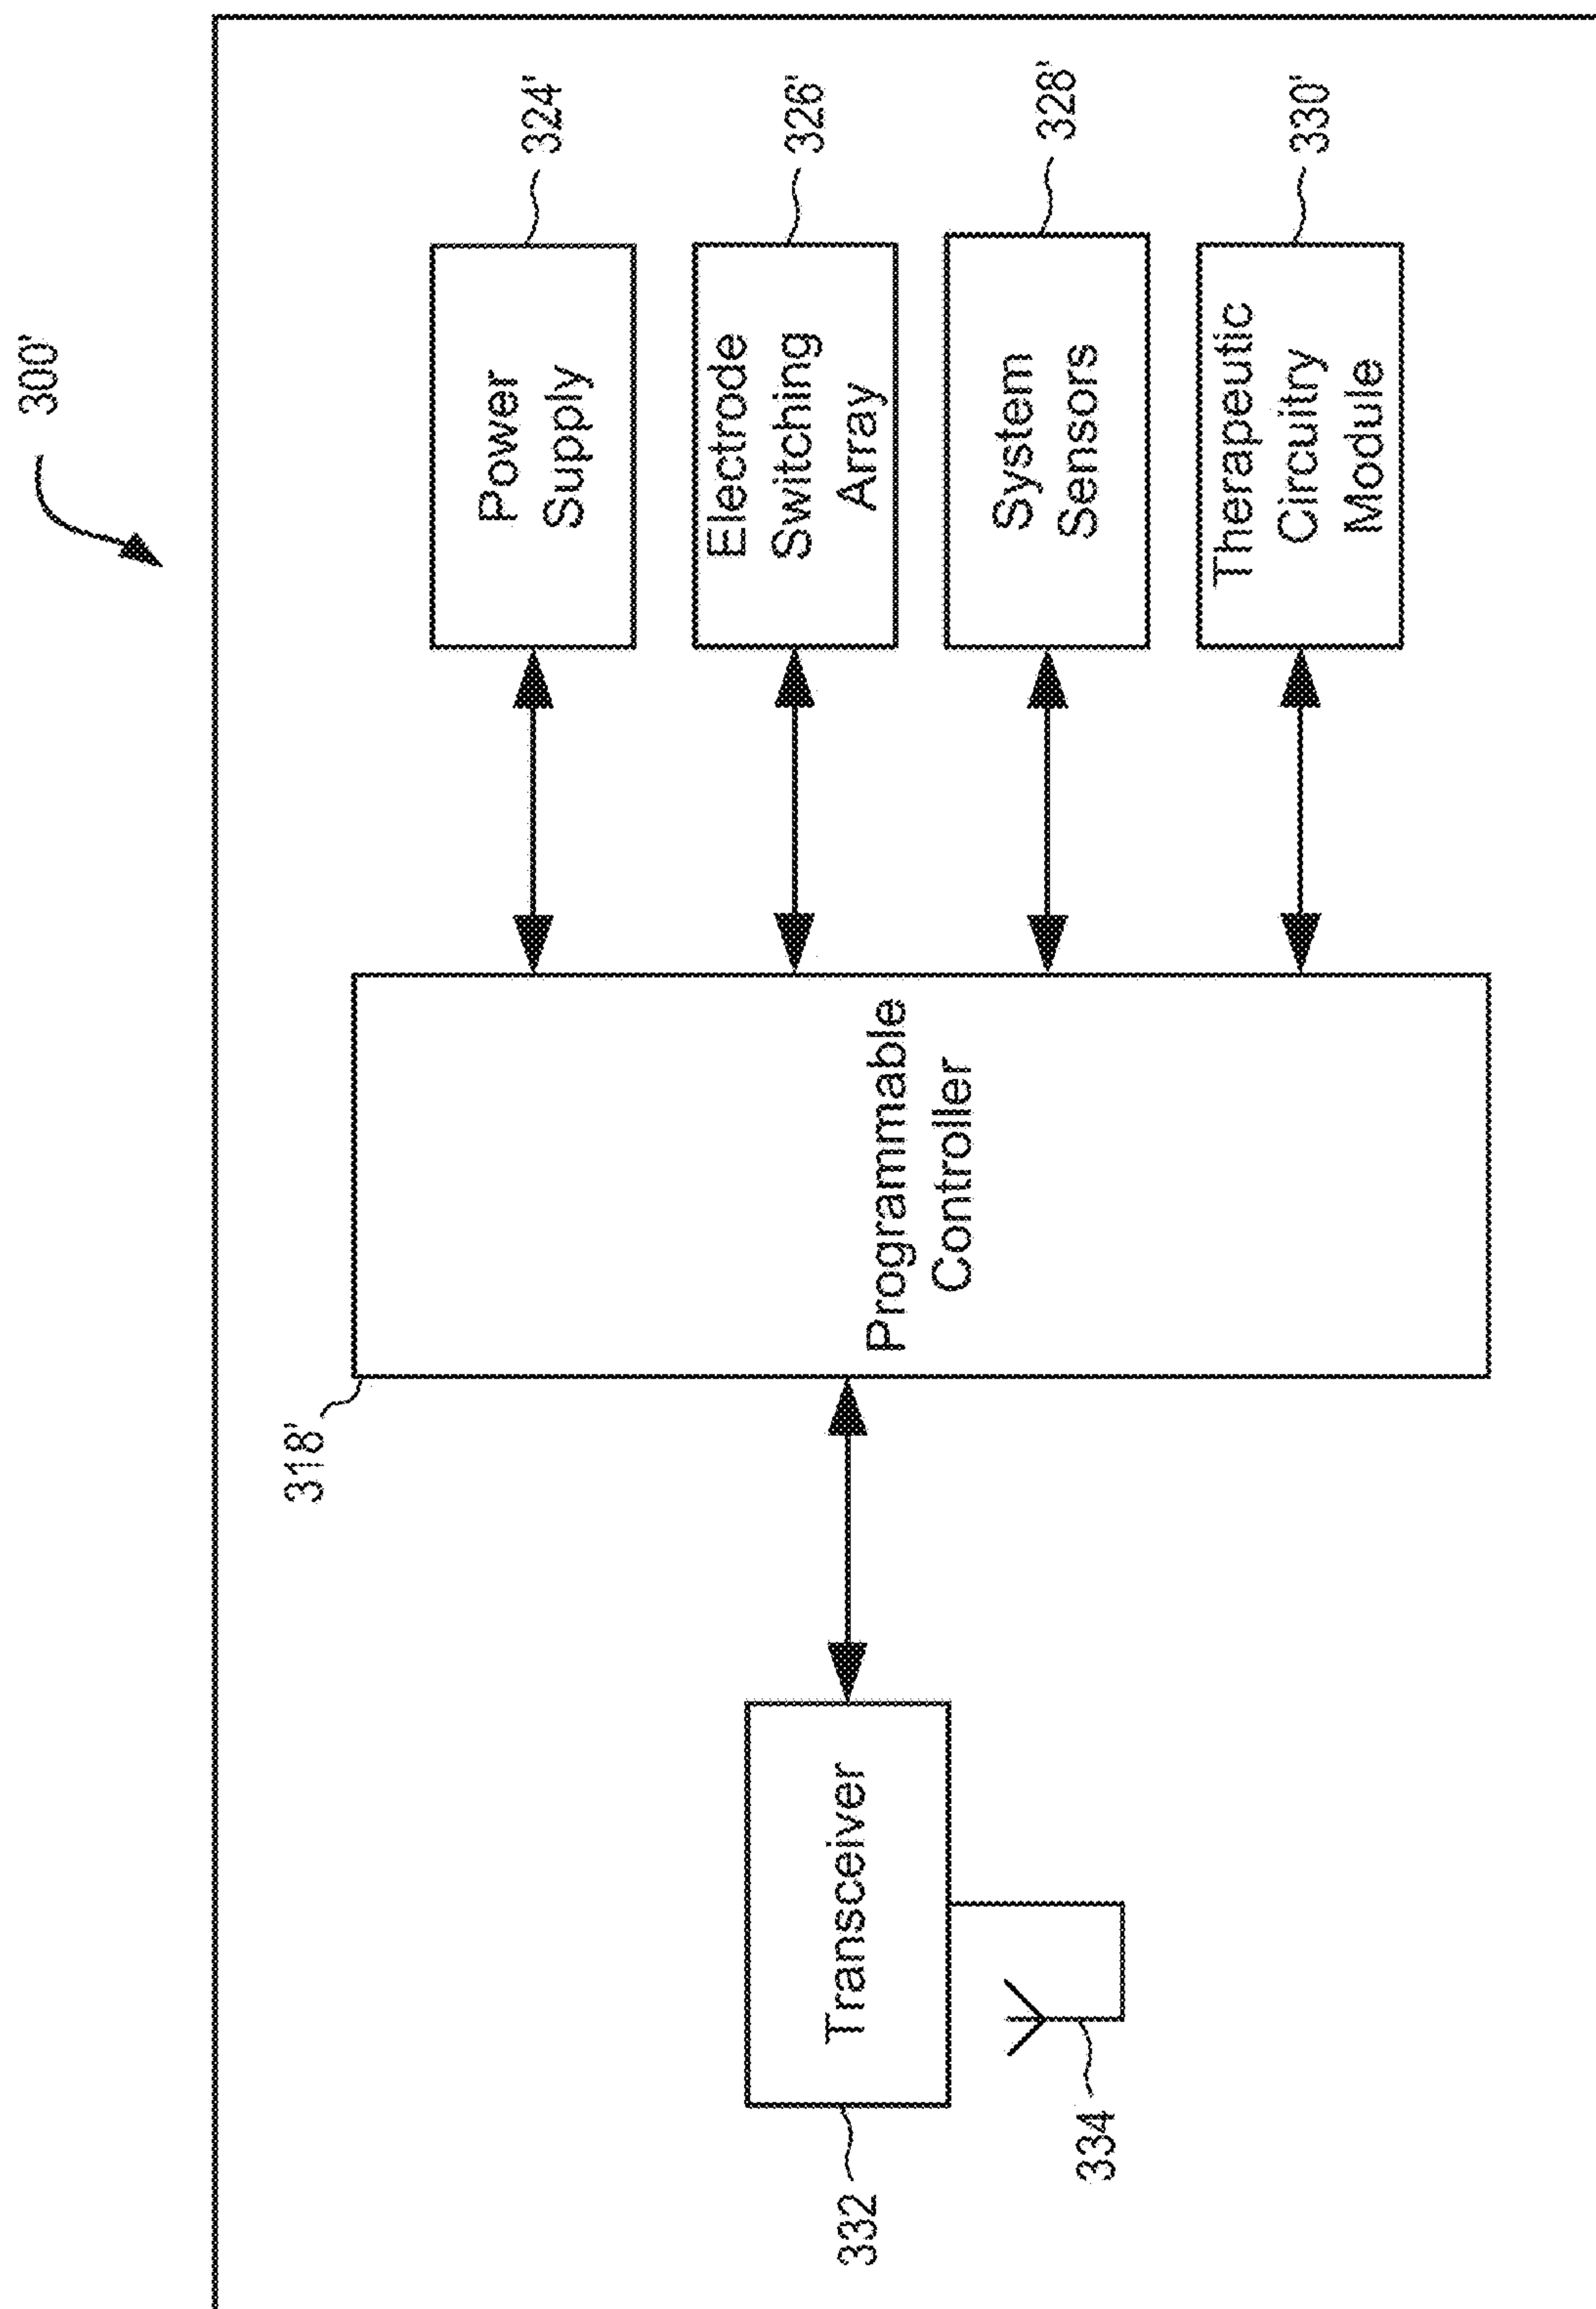 300'
324'
Power
Supply
326'
Electrode
Switching
Array
328'
System
Sensors
330'
Therapeutic
Circuitry
Module
318'
Programmable
Controller
Transceiver
332
334